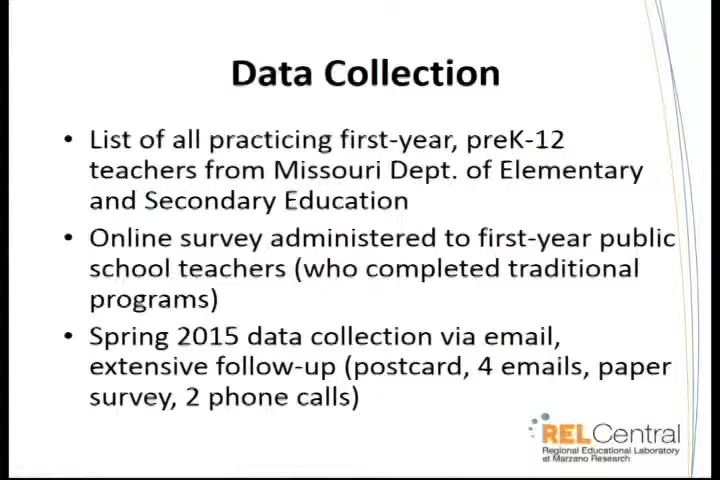 Data Collection
• List of all practicing first-year, preK-12
teachers from Missouri Dept. of Elementary
and Secondary Education
• Online survey administered to first-year public
school teachers (who completed traditional
programs)
• Spring 2015 data collection via email,
extensive follow-up (postcard, 4 emails, paper
survey, 2 phone calls)
RELCentral
Regional Educational Laboratory
at Marzano Research